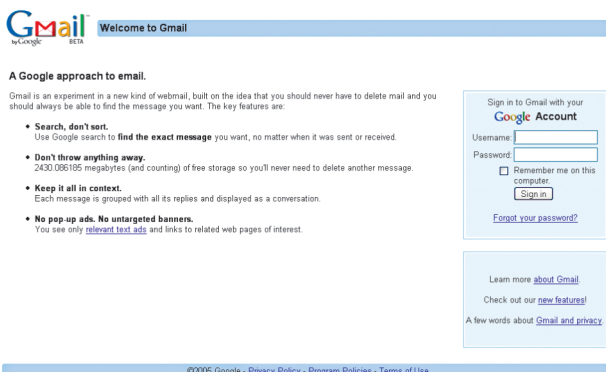 Gmail
by Google BETA
Welcome to Gmail
A Google approach to email.
Gmail is an experiment in a new kind of webmail, built on the idea that you should never have to delete mail and you
should always be able to find the message you want. The key features are:
Search, don't sort.
Use Google search to find the exact message you want, no matter when it was sent or received.
Don't throw anything away.
2430.086185 megabytes (and counting) of free storage so you'll never need to delete another message.
Keep it all in context.
Each message is grouped with all its replies and displayed as a conversation.
No pop-up ads. No untargeted banners.
You see only relevant text ads and links to related web pages of interest.
Sign in to Gmail with your
Google Account
Username:
Password:
Remember me on this
computer.
Sign in
Forgot your password?
Learn more about Gmail.
Check out our new features!
A few words about Gmail and privacy.
©2005 Google - Privacy Policy - Program Policies - Terms of Use